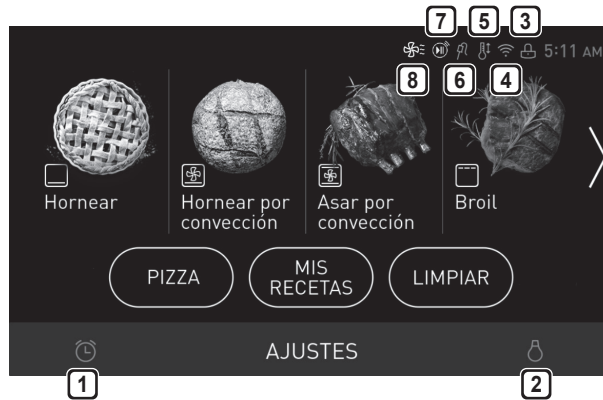 7 5 3
5:11 AM
8 6 4
Hornear
Hornear por
convección
Asar por
convección
Broil
PIZZA
MIS
RECETAS
LIMPIAR
AJUSTES
1 2